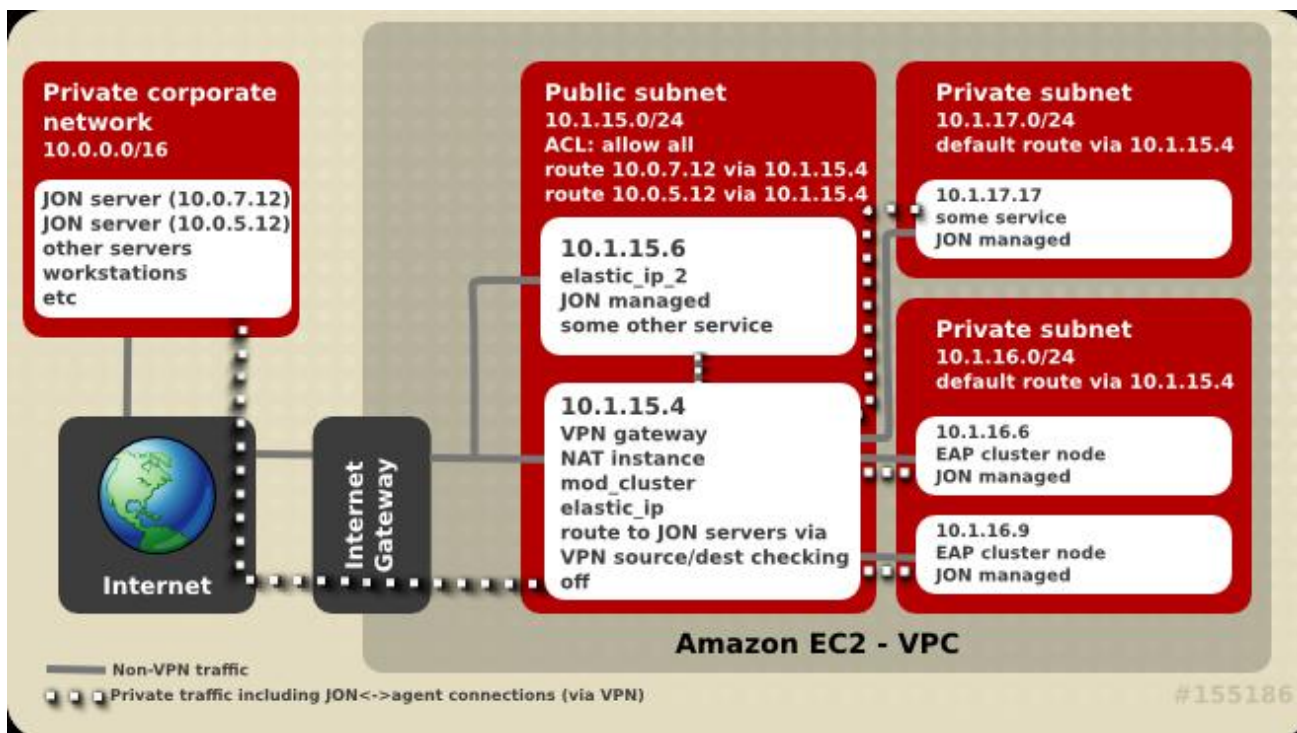 Private corporate
network
10.0.0.0/16
JON server (10.0.7.12)
JON server (10.0.5.12)
other servers
workstations
etc
Internet
Internet
Gateway
Public subnet
10.1.15.0/24
ACL: allow all
route 10.0.7.12 via 10.1.15.4
route 10.0.5.12 via 10.1.15.4
10.1.15.6
elastic_ip_2
JON managed
some other service
10.1.15.4
VPN gateway
NAT instance
mod_cluster
elastic_ip
route to JON servers via
VPN source/dest checking
off
Private subnet
10.1.17.0/24
default route via 10.1.15.4
10.1.17.17
some service
JON managed
Private subnet
10.1.16.0/24
default route via 10.1.15.4
10.1.16.6
EAP cluster node
JON managed
10.1.16.9
EAP cluster node
JON managed
Amazon EC2 - VPC
Non-VPN traffic
Private traffic including JON<->agent connections (via VPN)
#155186